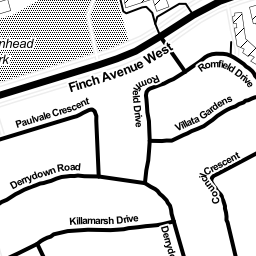 nhead
rk
Finch Avenue West
Romfield Drive
Romfield Drive
Paulvale Crescent
Villata Gardens
Derrydown Road
Crescent
Killamarsh Drive